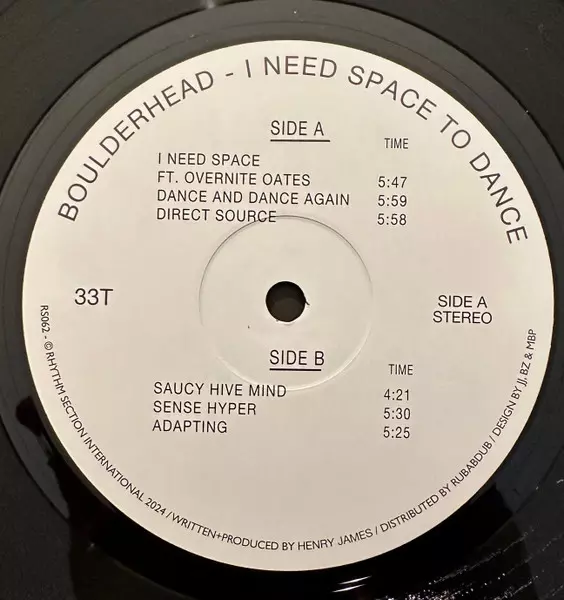 BOULDERHEAD - I NEED SPACE TO DANCE
SIDE A
TIME
I NEED SPACE
FT. OVERNITE OATES 5:47
DANCE AND DANCE AGAIN 5:59
DIRECT SOURCE 5:58
33T
SIDE A
STEREO
SIDE B
TIME
SAUCY HIVE MIND 4:21
SENSE HYPER 5:30
ADAPTING 5:25
RS062 - © RHYTHM SECTION INTERNATIONAL 2024 / WRITTEN+PRODUCED BY HENRY JAMES / DISTRIBUTED BY RUBABDUB / DESIGN BY JJ, BZ & MBP